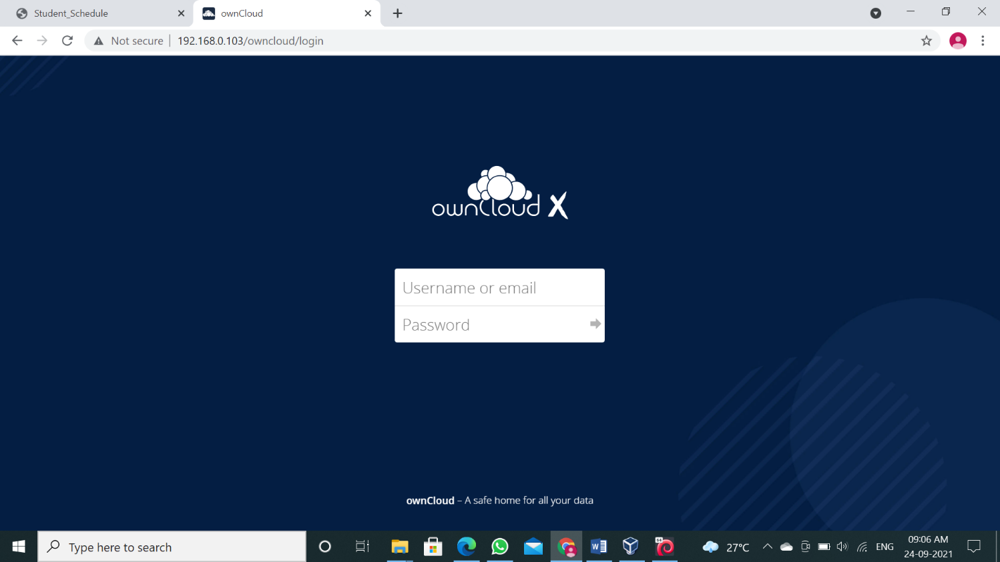 Student_Schedule
ownCloud
Not secure
192.168.0.103/owncloud/login
ownCloud X
Username or email
Password
ownCloud – A safe home for all your data
Type here to search
W
64
27°C
ENG
09:06 AM
24-09-2021